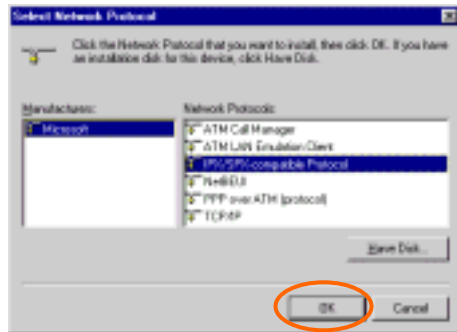 Select Network Protocol
Click the Network Protocol that you want to install, then click OK. If you have
an installation disk for this device, click Have Disk.
Manufacturers:
Microsoft
Network Protocols:
ATM Call Manager
ATM LAN Emulation Client
IPX/SPX-compatible Protocol
NetBEUI
PPP over ATM (protocol)
TCP/IP
Have Disk...
OK
Cancel